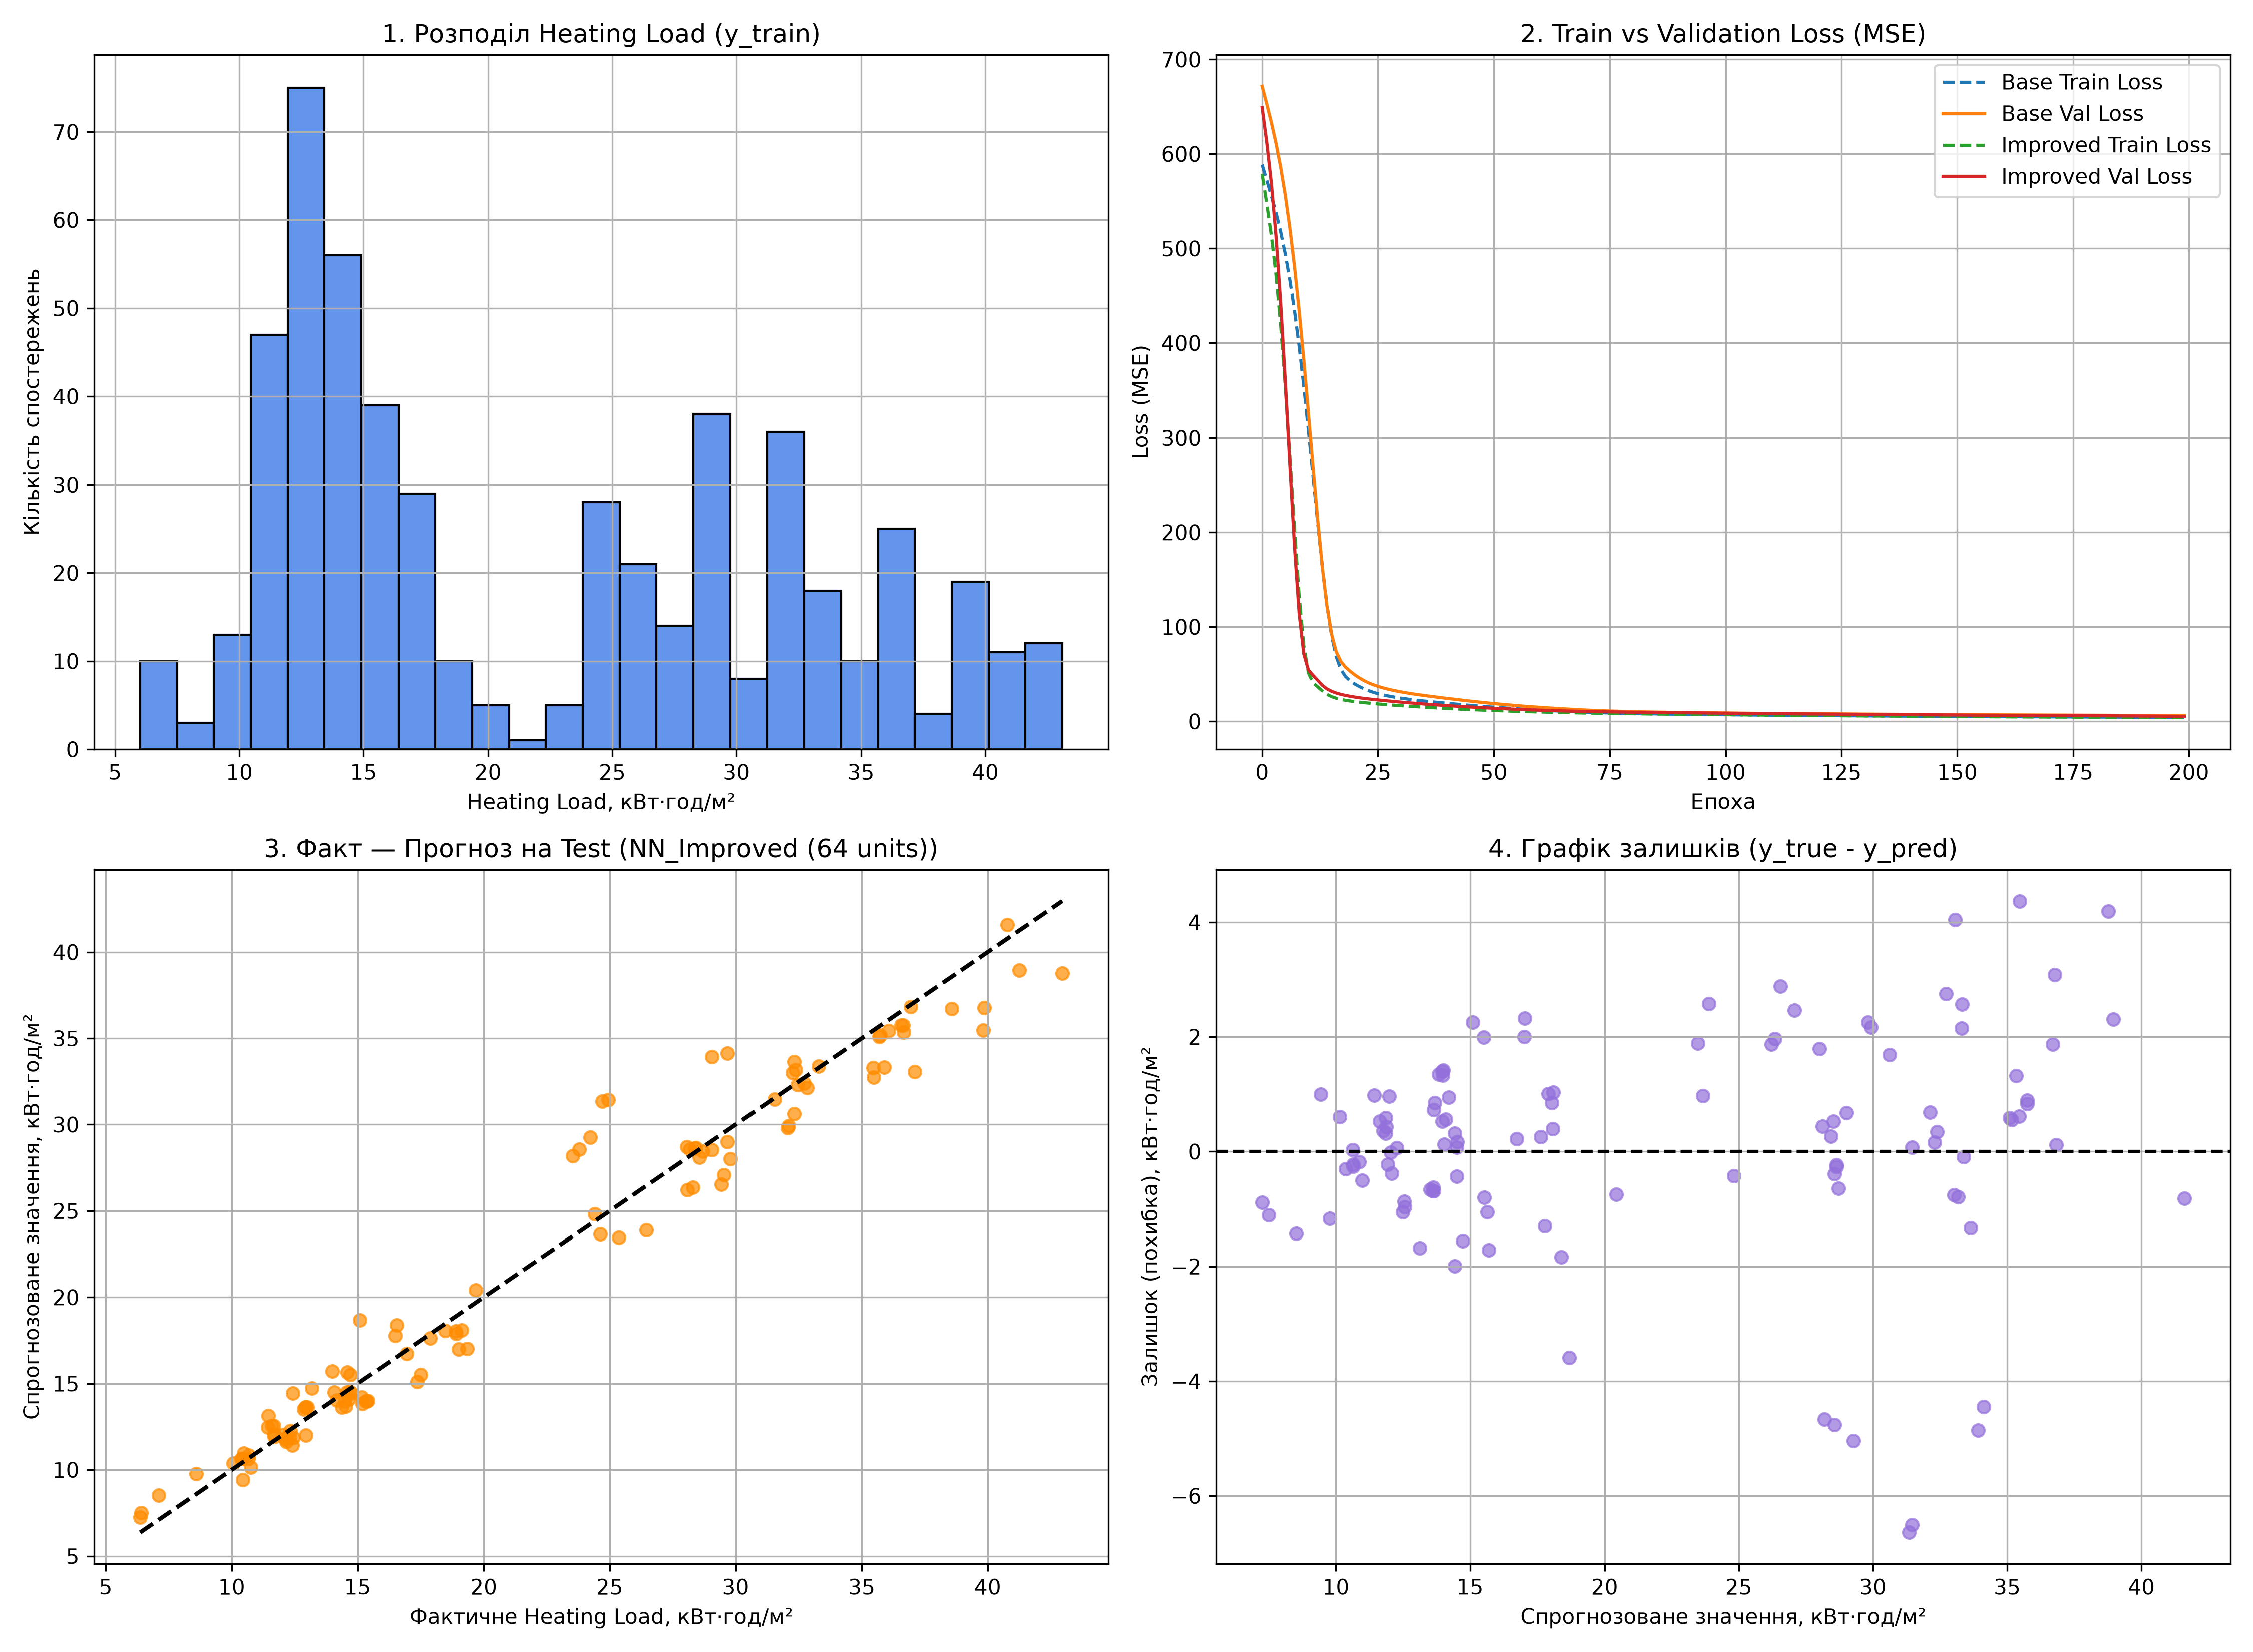 1. Розподіл Heating Load (y_train)
Кількість спостережень
70
60
50
40
30
20
10
0
5 10 15 20 25 30 35 40
Heating Load, кВт·год/м²
2. Train vs Validation Loss (MSE)
Loss (MSE)
700
600
500
400
300
200
100
0
Base Train Loss
Base Val Loss
Improved Train Loss
Improved Val Loss
0 25 50 75 100 125 150 175 200
Епоха
3. Факт — Прогноз на Test (NN_Improved (64 units))
Спрогнозоване значення, кВт·год/м²
40
35
30
25
20
15
10
5
5 10 15 20 25 30 35 40
Фактичне Heating Load, кВт·год/м²
4. Графік залишків (y_true - y_pred)
Залишок (похибка), кВт·год/м²
4
2
0
−2
−4
−6
10 15 20 25 30 35 40
Спрогнозоване значення, кВт·год/м²